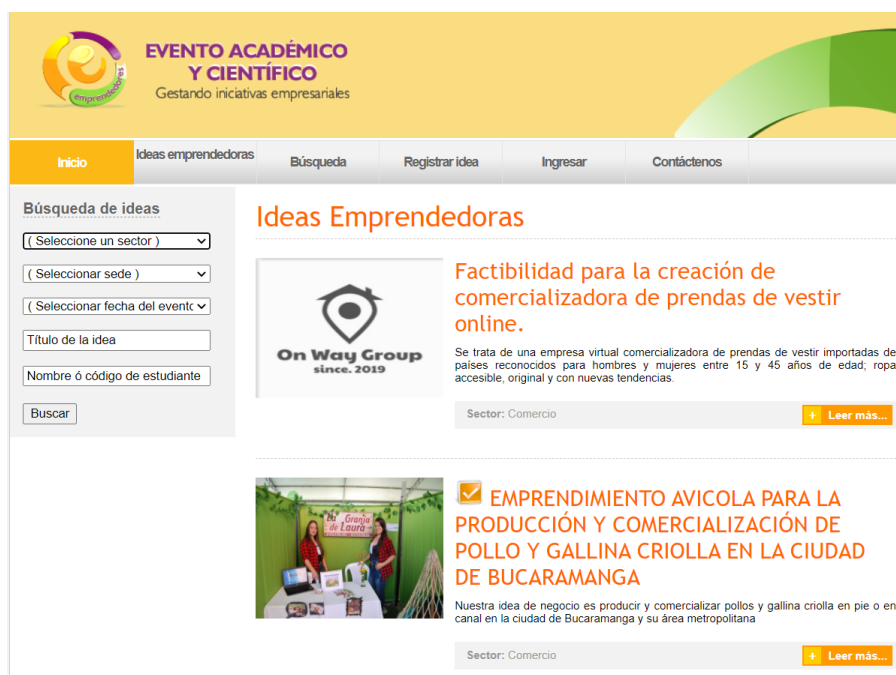 emprendedores
EVENTO ACADÉMICO
Y CIENTÍFICO
Gestando iniciativas empresariales
Inicio
Ideas emprendedoras
Búsqueda
Registrar idea
Ingresar
Contáctenos
Búsqueda de ideas
( Seleccione un sector )
( Seleccionar sede )
( Seleccionar fecha del evento
Título de la idea
Nombre ó código de estudiante
Buscar
Ideas Emprendedoras
On Way Group
since. 2019
Factibilidad para la creación de
comercializadora de prendas de vestir
online.
Se trata de una empresa virtual comercializadora de prendas de vestir importadas de
países reconocidos para hombres y mujeres entre 15 y 45 años de edad; ropa
accesible, original y con nuevas tendencias.
Sector: Comercio
+ Leer más...
La Granja
de Laura
EMPRENDIMIENTO AVICOLA PARA LA
PRODUCCIÓN Y COMERCIALIZACIÓN DE
POLLO Y GALLINA CRIOLLA EN LA CIUDAD
DE BUCARAMANGA
Nuestra idea de negocio es producir y comercializar pollos y gallina criolla en pie o en
canal en la ciudad de Bucaramanga y su área metropolitana
Sector: Comercio
+ Leer más...